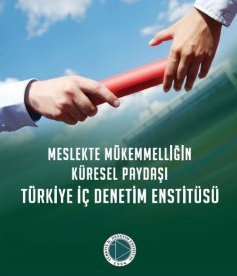 MESLEKTE MÜKEMMELLİĞİN
KÜRESEL PAYDAŞI
TÜRKİYE İÇ DENETİM ENSTİTÜSÜ